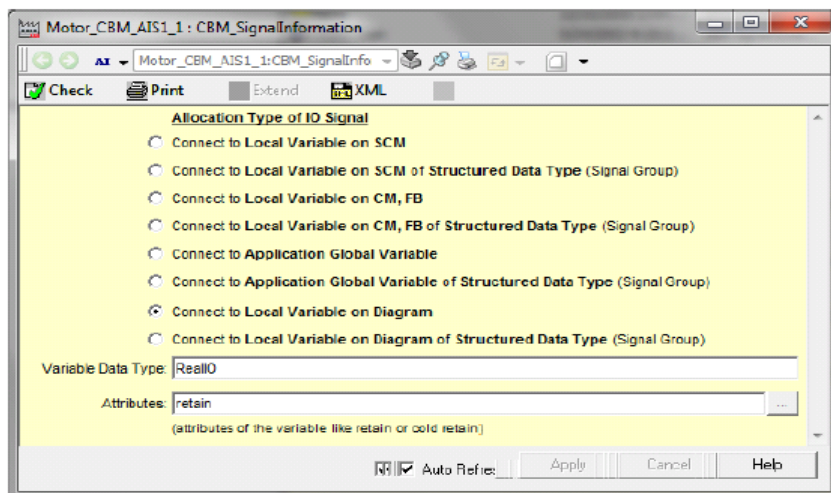 Motor_CBM_AIS1_1 : CBM_SignalInformation
AI Motor_CBM_AIS1_1:CBM_SignalInfo
Check Print Extend XML
Allocation Type of IO Signal
Connect to Local Variable on SCM
Connect to Local Variable on SCM of Structured Data Type (Signal Group)
Connect to Local Variable on CM, FB
Connect to Local Variable on CM, FB of Structured Data Type (Signal Group)
Connect to Application Global Variable
Connect to Application Global Variable of Structured Data Type (Signal Group)
Connect to Local Variable on Diagram
Connect to Local Variable on Diagram of Structured Data Type (Signal Group)
Variable Data Type: RealIO
Attributes: retain ...
(attributes of the variable like retain or cold retain)
Auto Refre Apply Cancel Help